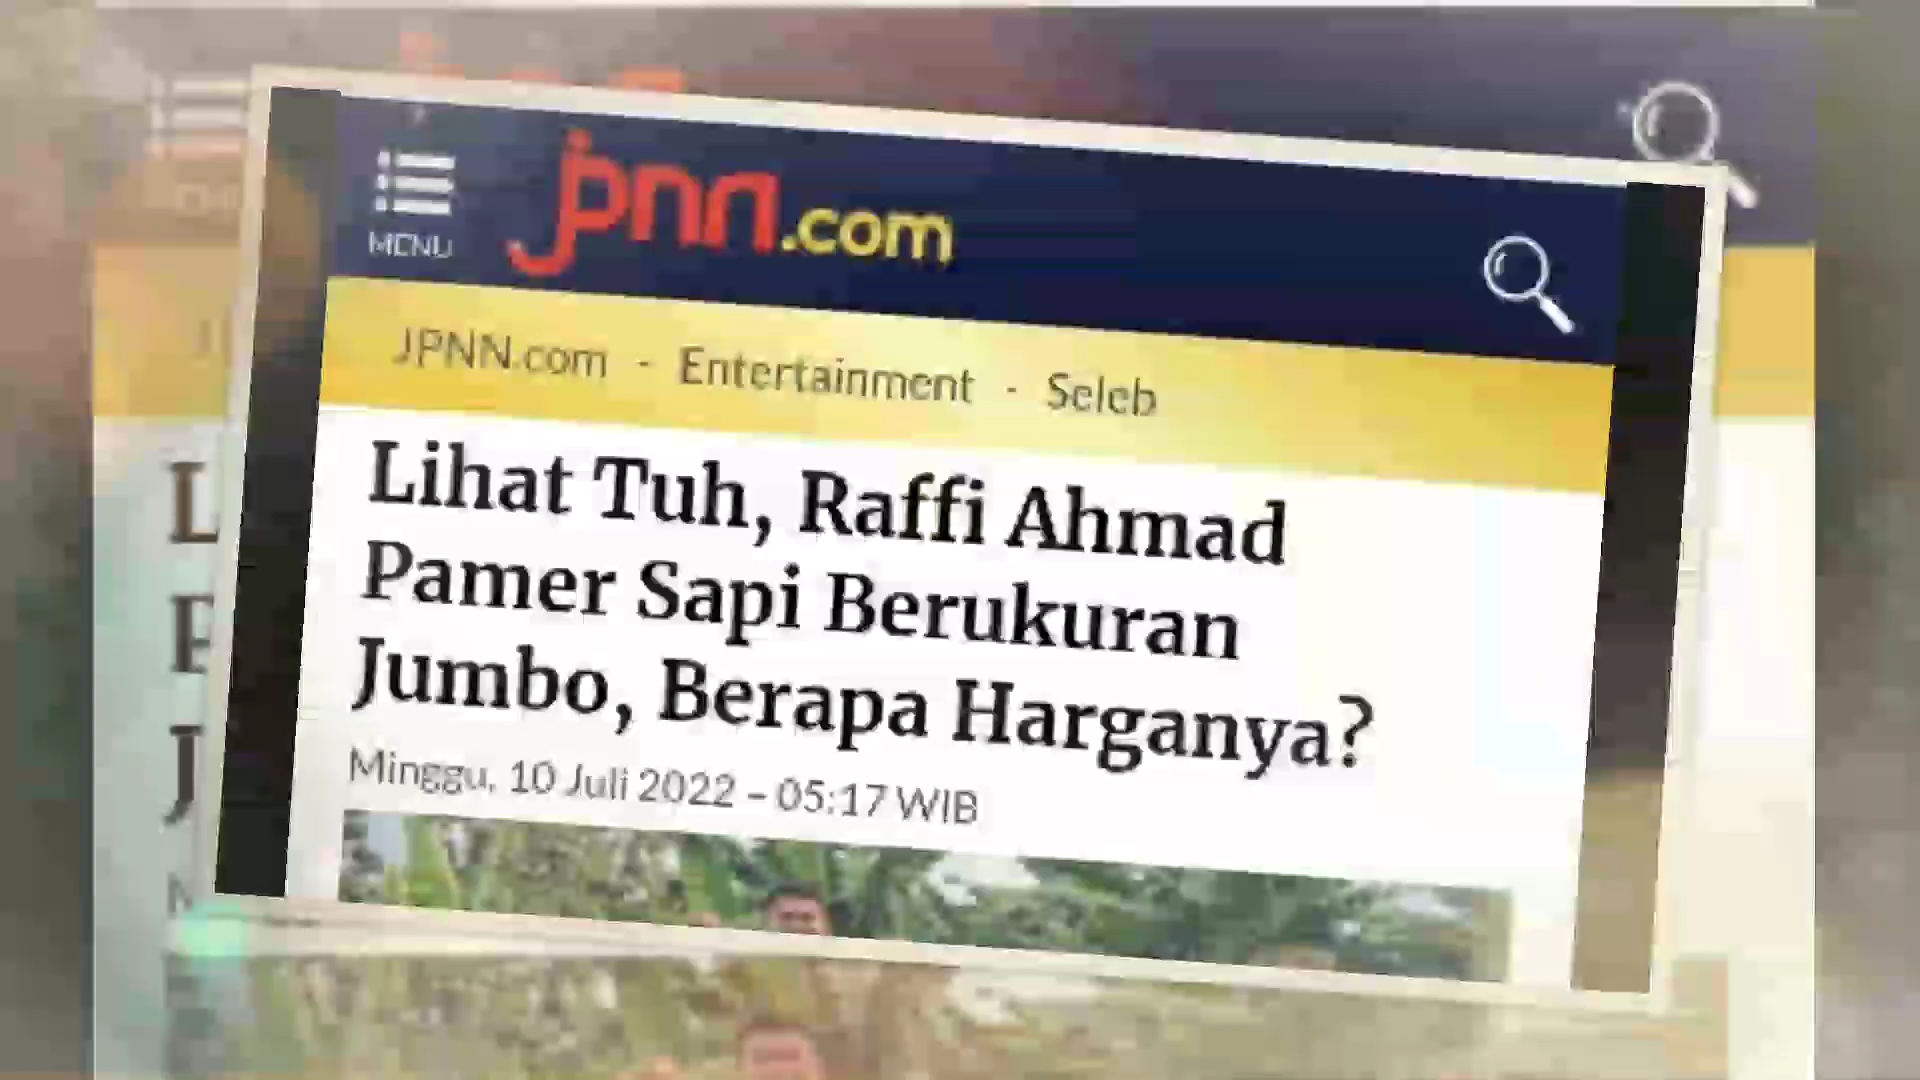 MENU
jpnn.com
JPNN.com - Entertainment - Seleb
Lihat Tuh, Raffi Ahmad
Pamer Sapi Berukuran
Jumbo, Berapa Harganya?
Minggu, 10 Juli 2022 – 05:17 WIB